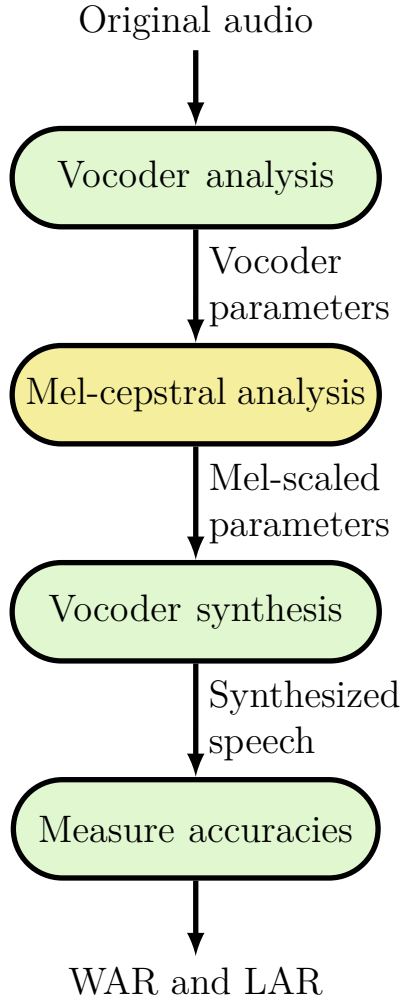 Original audio
Vocoder analysis
Vocoder
parameters
Mel-cepstral analysis
Mel-scaled
parameters
Vocoder synthesis
Synthesized
speech
Measure accuracies
WAR and LAR